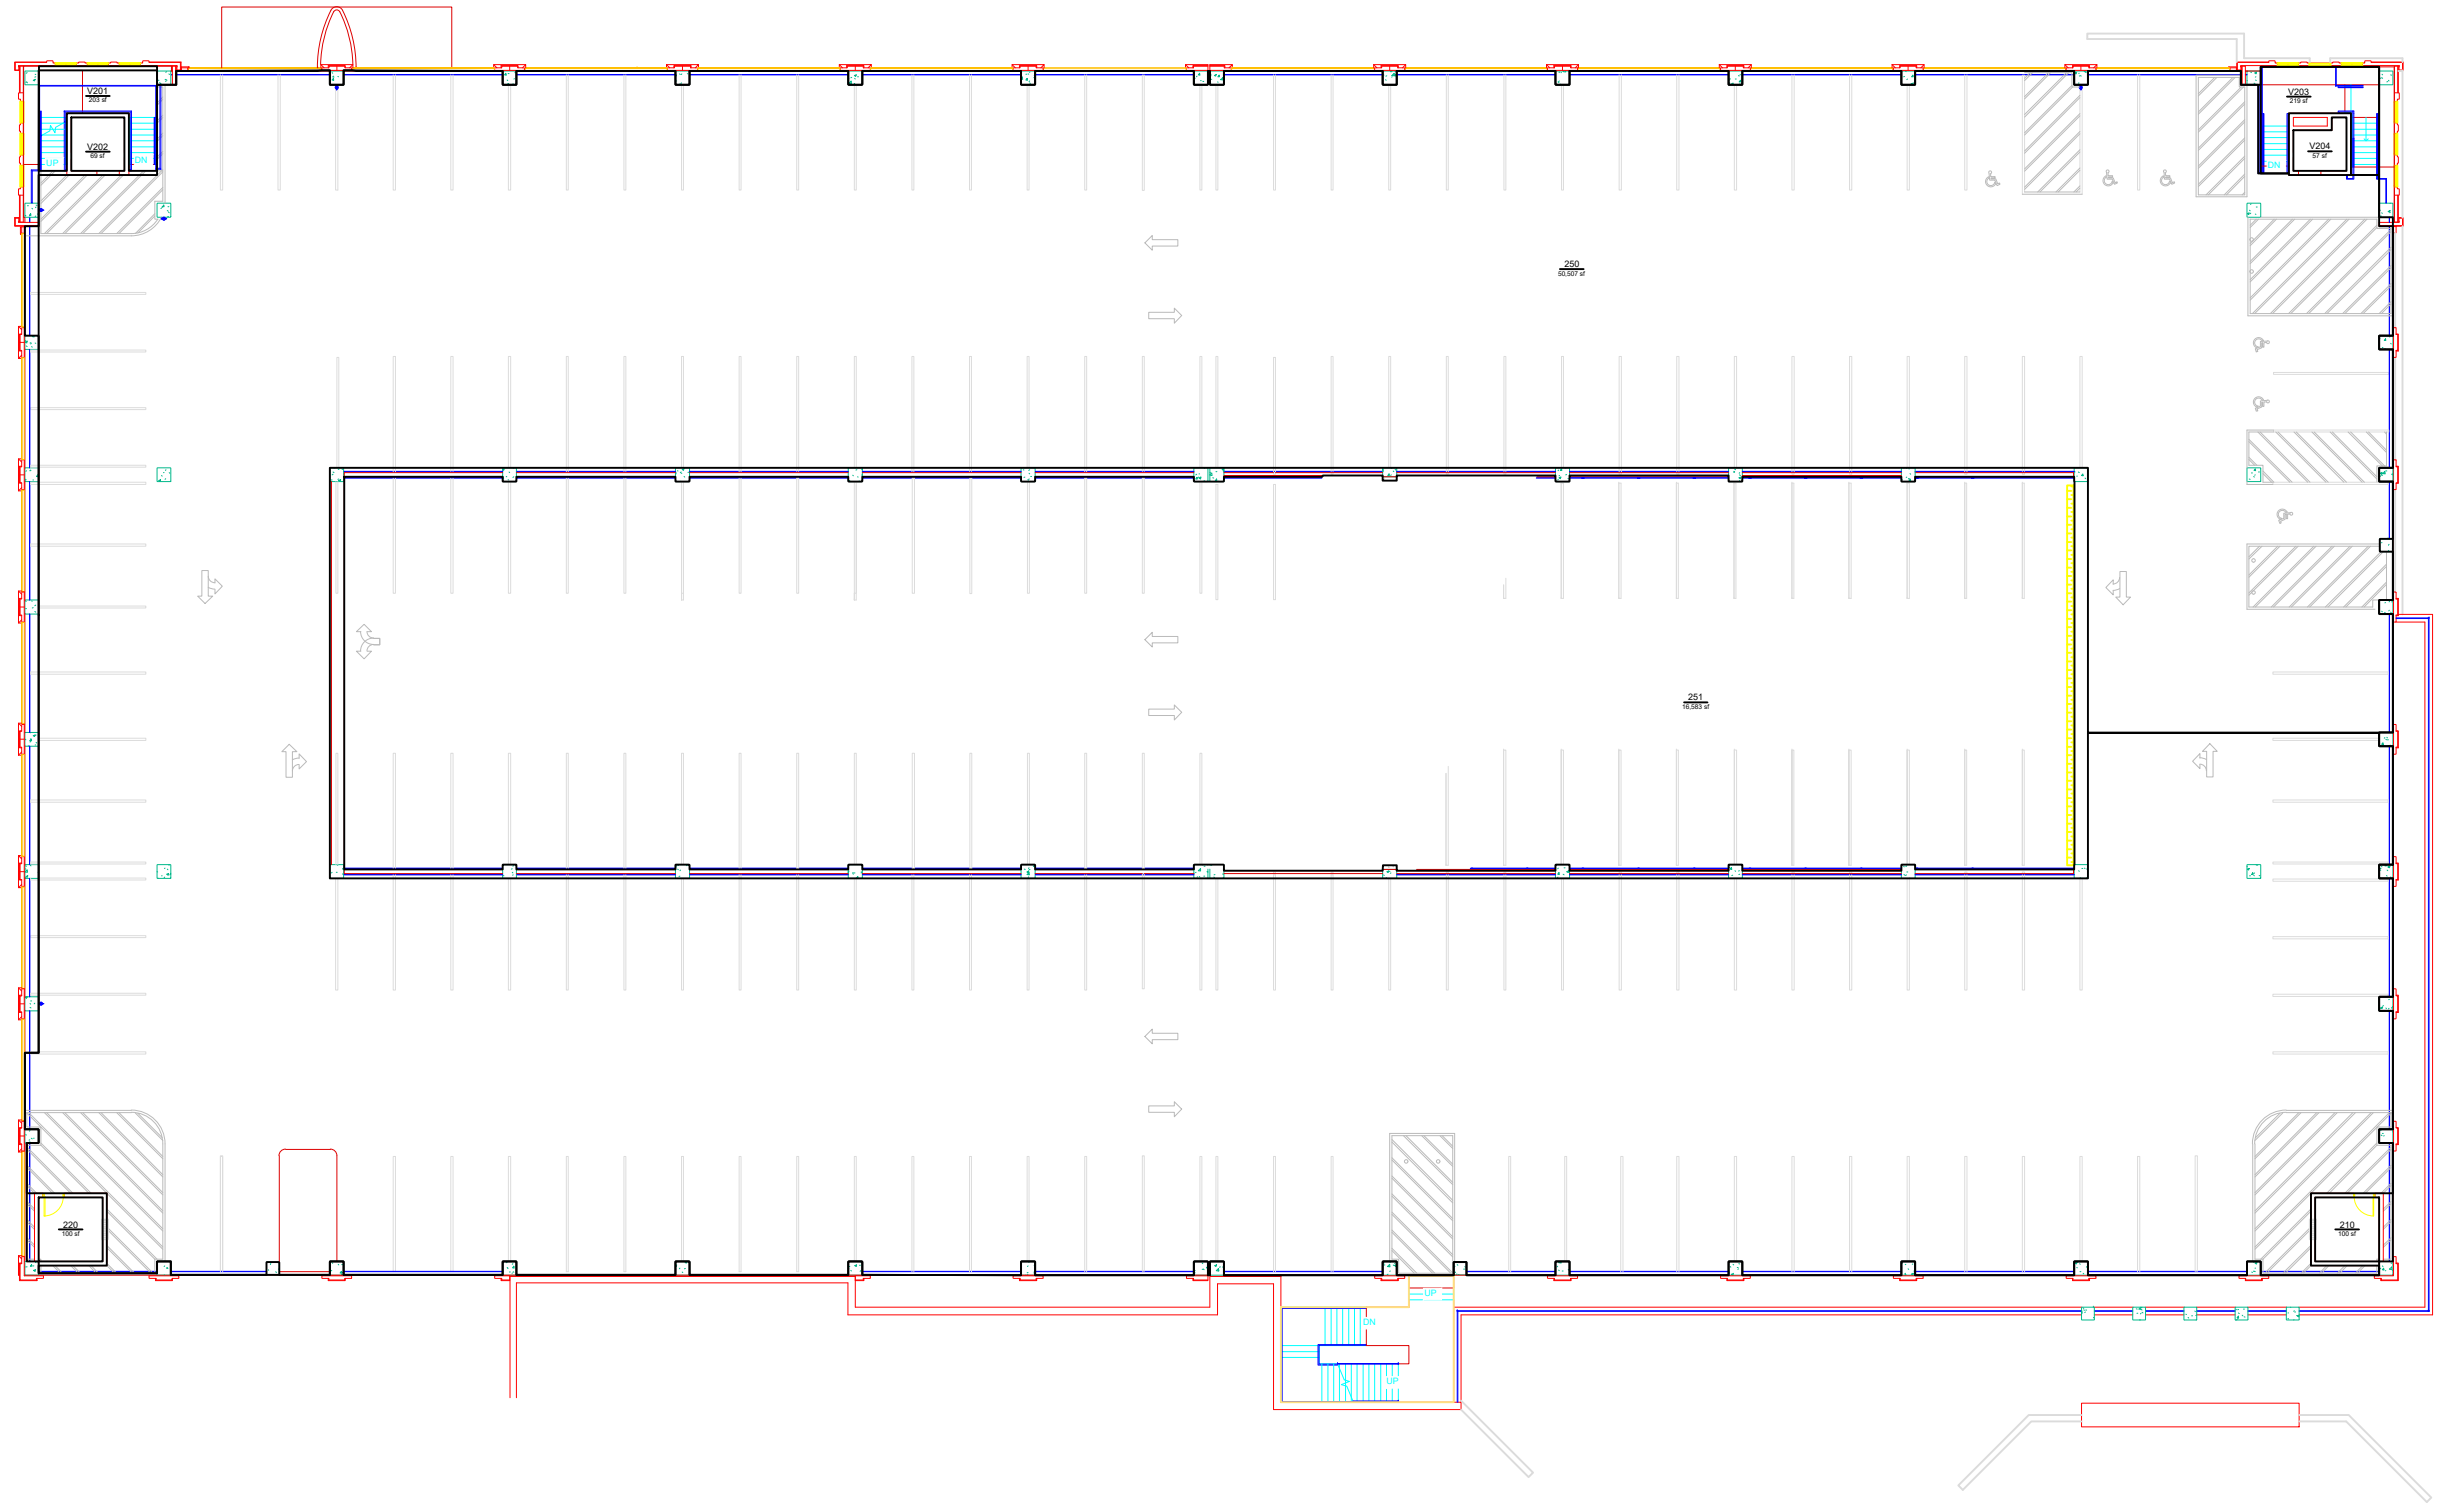 V201
203 sf
V203
219 sf
V202
69 sf
V204
57 sf
UP
DN
DN
250
50,507 sf
251
16,583 sf
220
100 sf
210
100 sf
UP
DN
UP